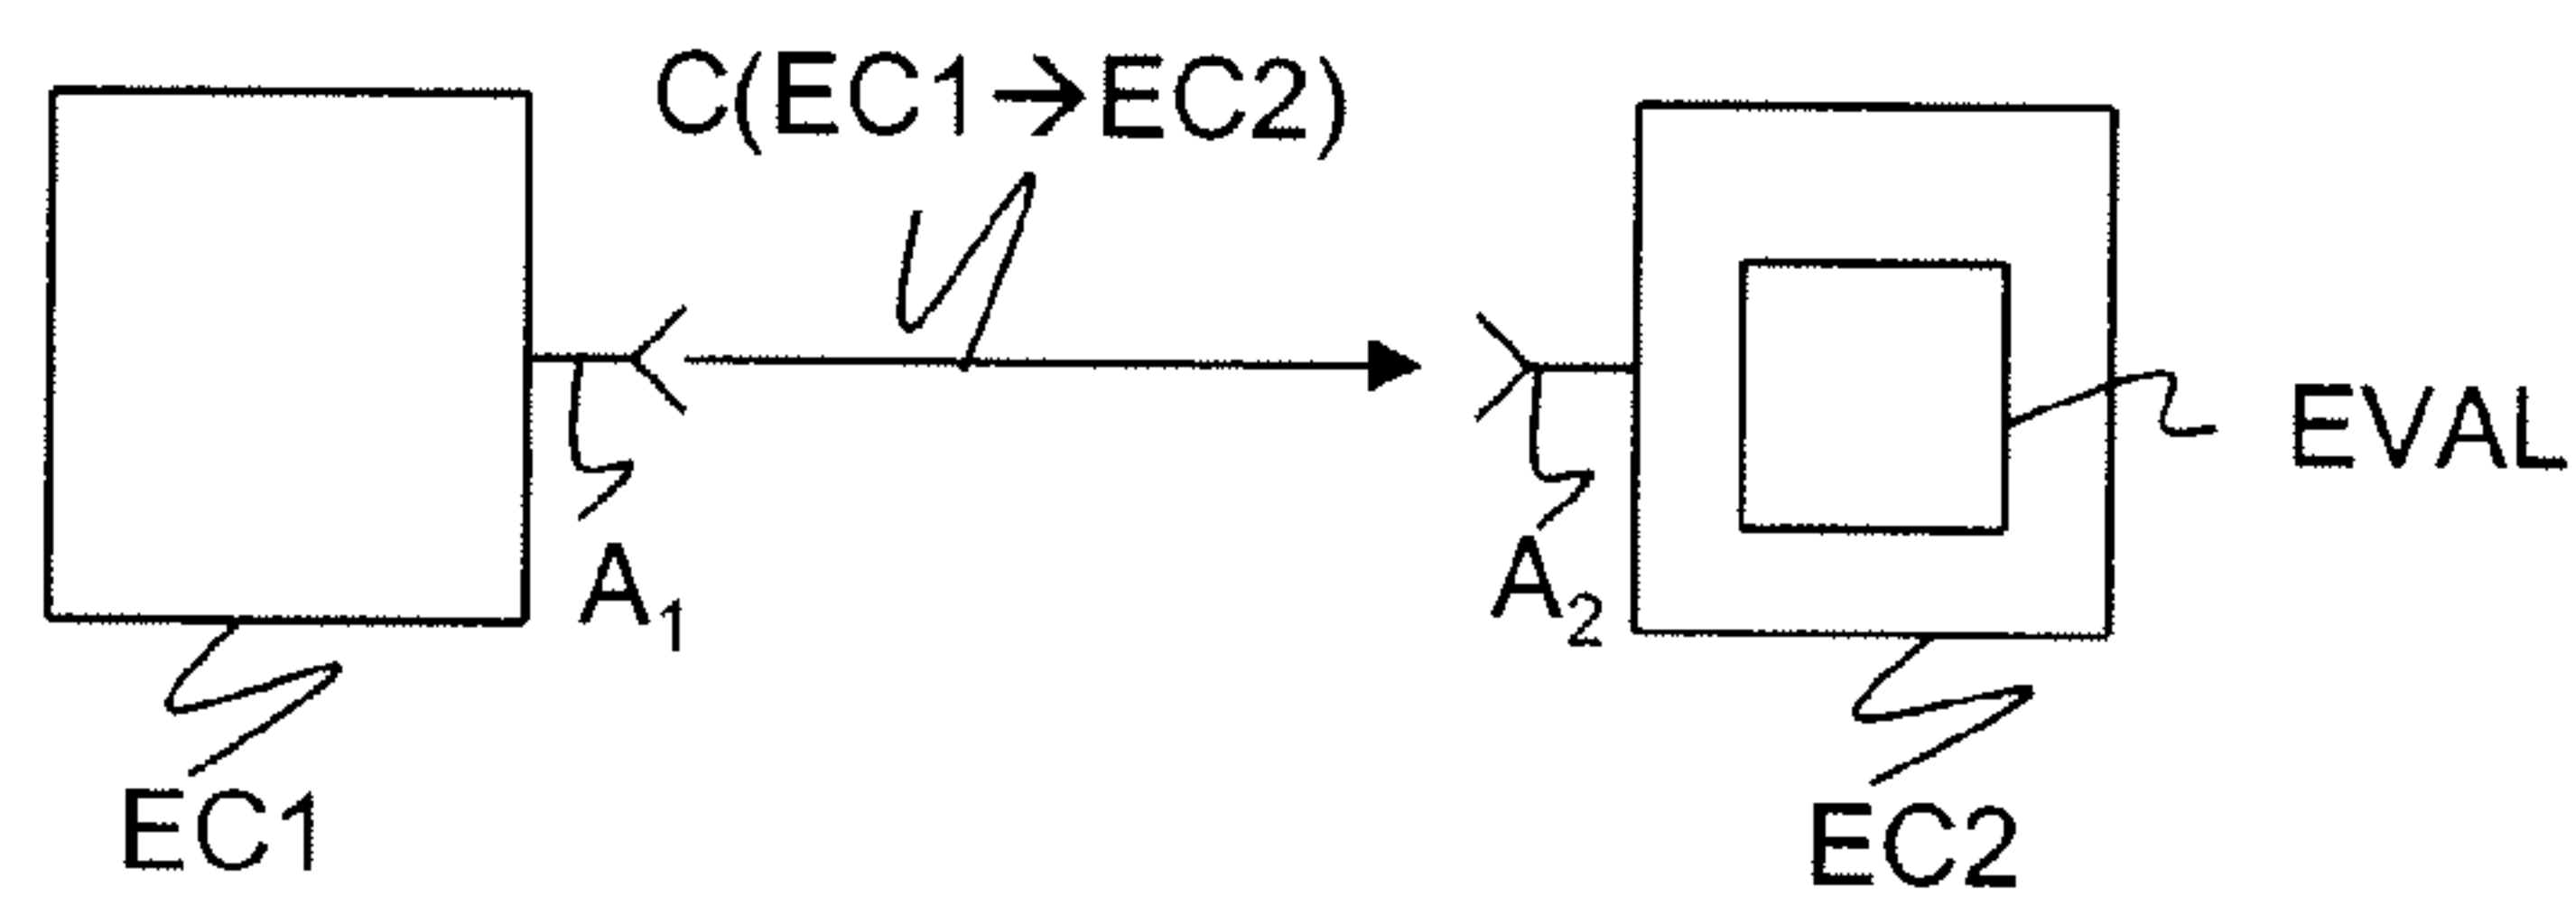 C(EC1→EC2)
EVAL
A₁
A₂
EC1
EC2